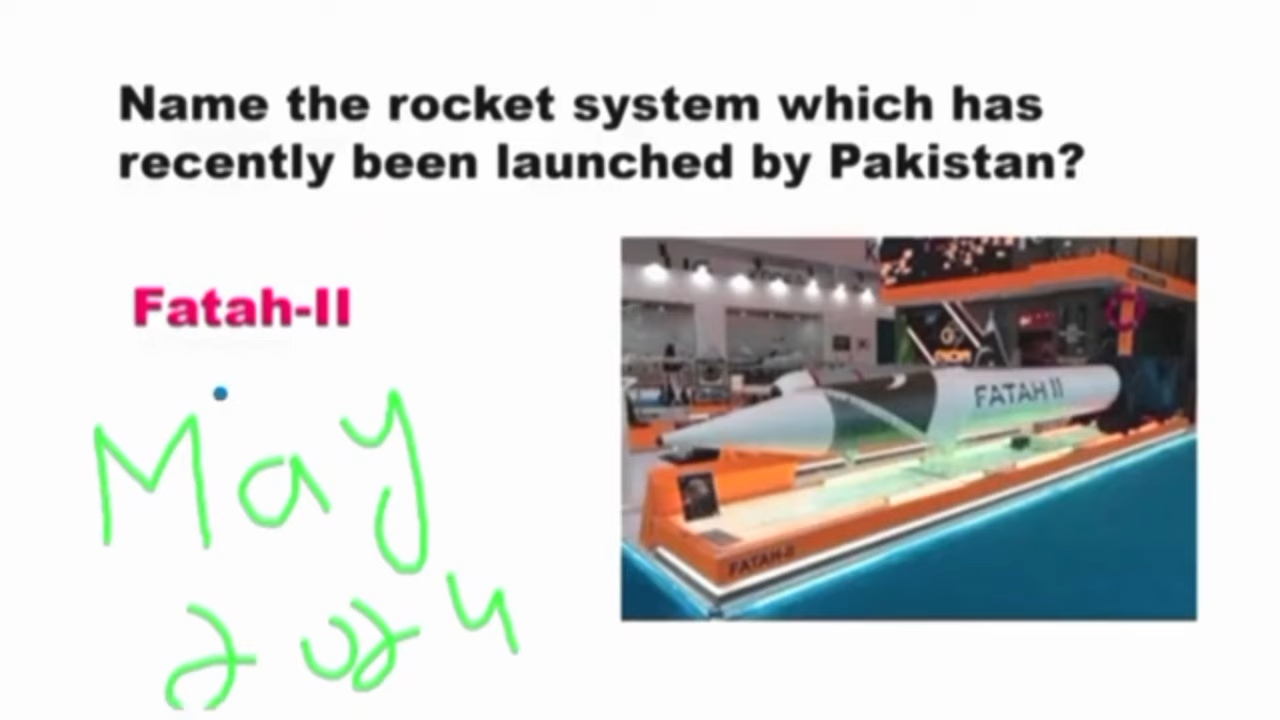 Name the rocket system which has
recently been launched by Pakistan?
Fatah-II
May
2024
FATAH II
FATAH-II